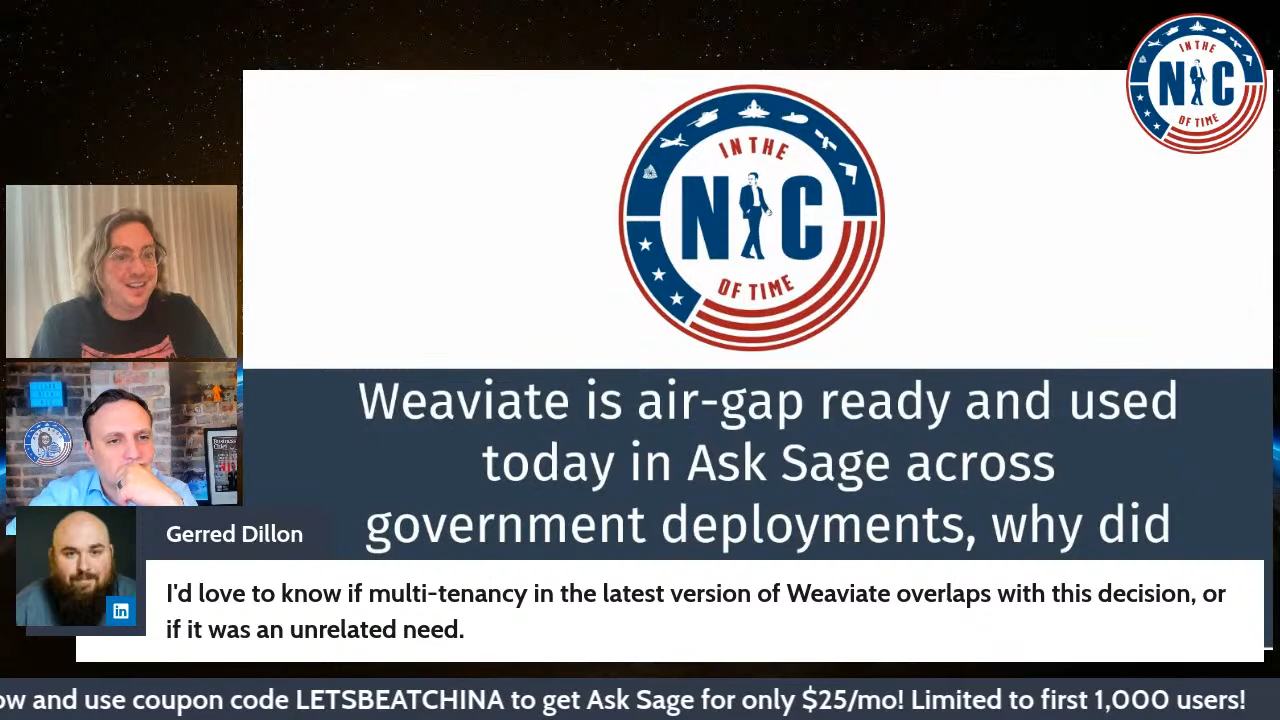 IN THE
NIC
OF TIME
IN THE
NIC
OF TIME
Weaviate is air-gap ready and used
today in Ask Sage across
government deployments, why did
Gerred Dillon
in
I'd love to know if multi-tenancy in the latest version of Weaviate overlaps with this decision, or
if it was an unrelated need.
ow and use coupon code LETSBEATCHINA to get Ask Sage for only $25/mo! Limited to first 1,000 users!